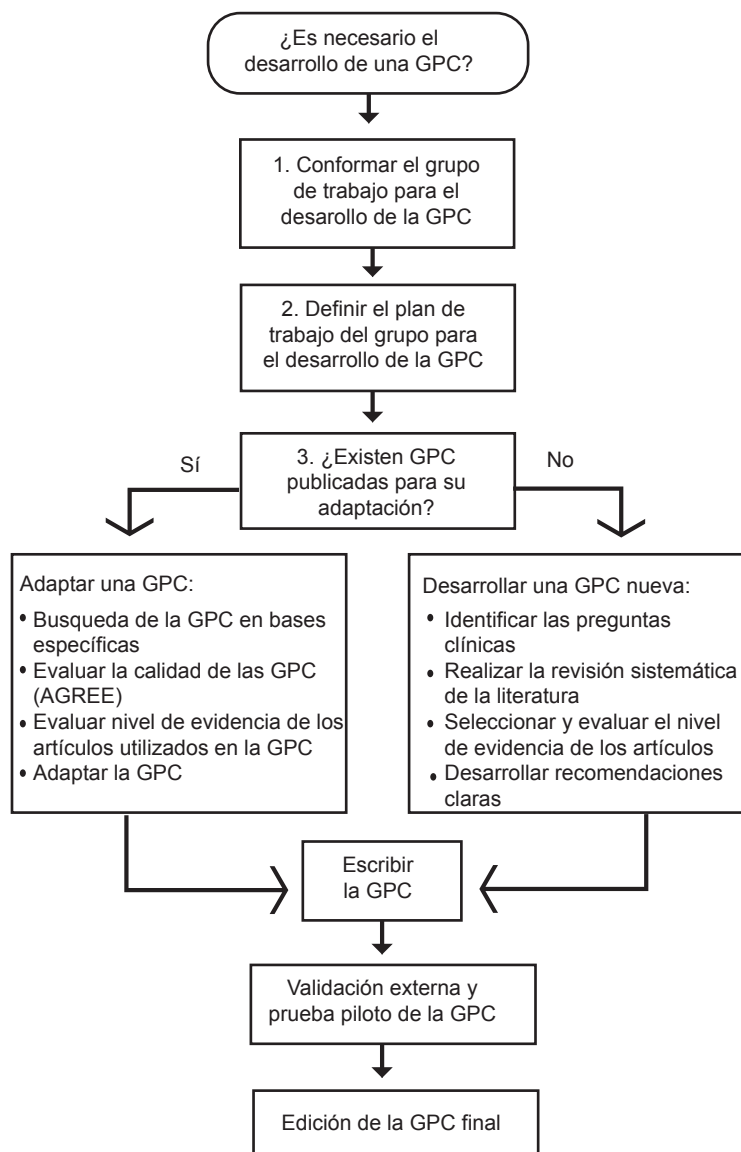 ¿Es necesario el
desarrollo de una GPC?
1. Conformar el grupo
de trabajo para el
desarollo de la GPC
2. Definir el plan de
trabajo del grupo para
el desarrollo de la GPC
Sí
3. ¿Existen GPC
publicadas para su
adaptación?
No
Adaptar una GPC:
• Busqueda de la GPC en bases
específicas
• Evaluar la calidad de las GPC
(AGREE)
• Evaluar nivel de evidencia de los
artículos utilizados en la GPC
• Adaptar la GPC
Desarrollar una GPC nueva:
• Identificar las preguntas
clínicas
• Realizar la revisión sistemática
de la literatura
• Seleccionar y evaluar el nivel
de evidencia de los artículos
• Desarrollar recomendaciones
claras
Escribir
la GPC
Validación externa y
prueba piloto de la GPC
Edición de la GPC final